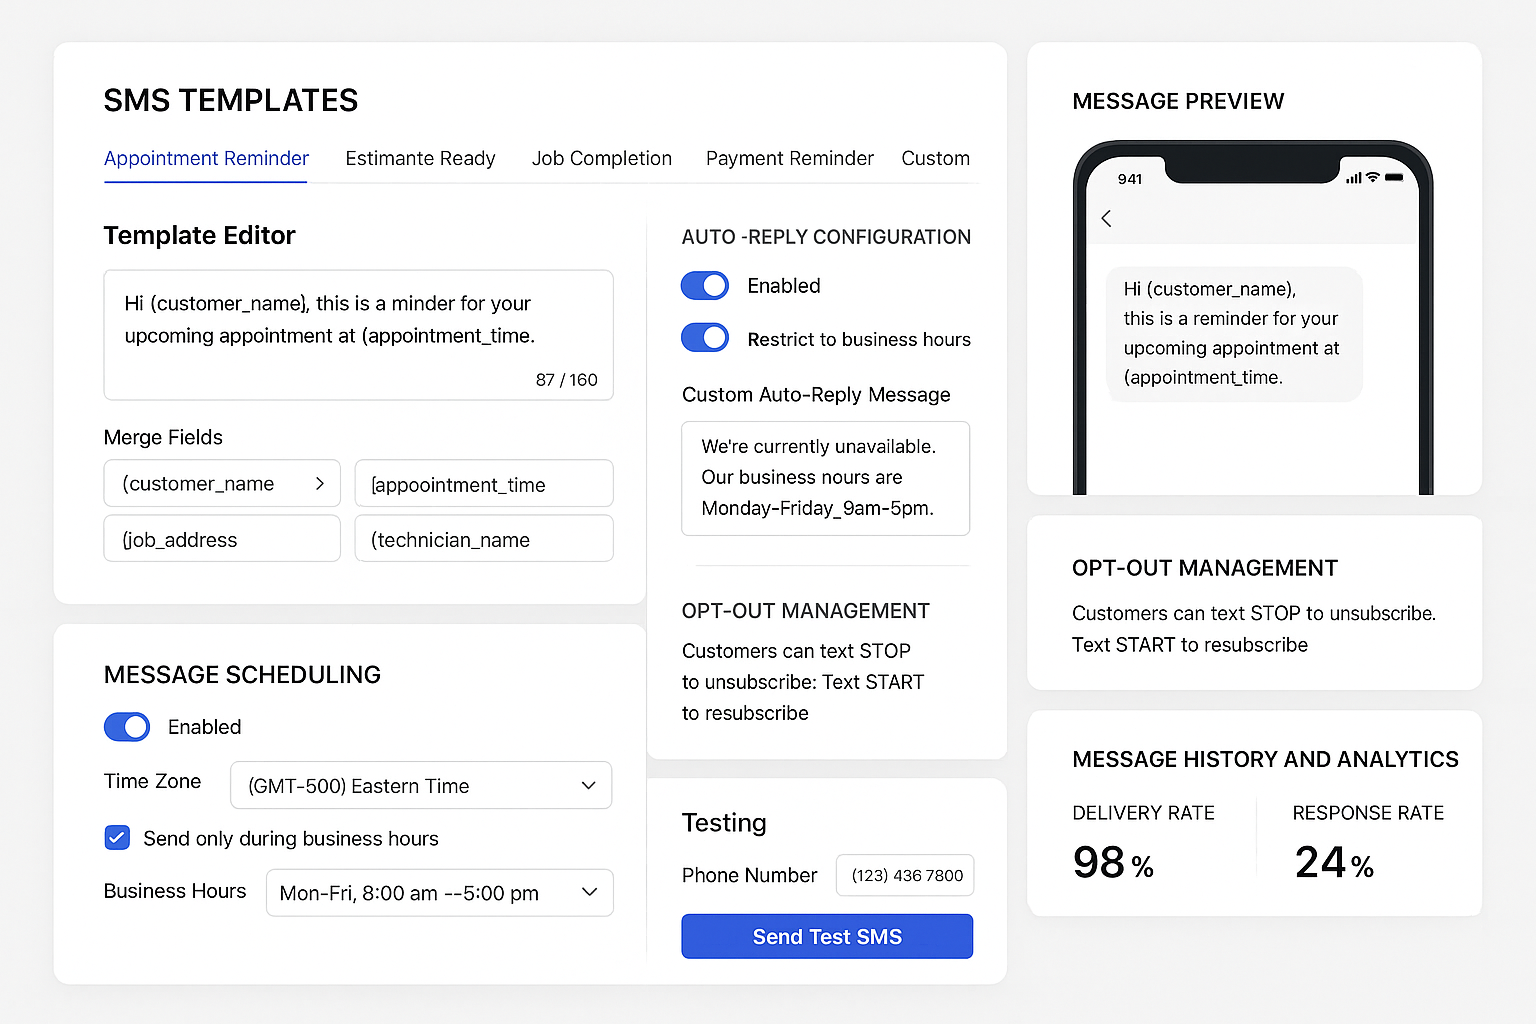 SMS TEMPLATES
Appointment Reminder
Estimante Ready
Job Completion
Payment Reminder
Custom
Template Editor
Hi (customer_name}, this is a minder for your
upcoming appointment at (appointment_time.
87 / 160
Merge Fields
(customer_name
[appoointment_time
(job_address
(technician_name
MESSAGE SCHEDULING
Enabled
Time Zone
(GMT-500) Eastern Time
Send only during business hours
Business Hours
Mon-Fri, 8:00 am --5:00 pm
AUTO -REPLY CONFIGURATION
Enabled
Restrict to business hours
Custom Auto-Reply Message
We're currently unavailable.
Our business nours are
Monday-Friday_9am-5pm.
OPT-OUT MANAGEMENT
Customers can text STOP
to unsubscribe: Text START
to resubscribe
Testing
Phone Number
(123) 436 7800
Send Test SMS
MESSAGE PREVIEW
941
Hi (customer_name),
this is a reminder for your
upcoming appointment at
(appointment_time.
OPT-OUT MANAGEMENT
Customers can text STOP to unsubscribe.
Text START to resubscribe
MESSAGE HISTORY AND ANALYTICS
DELIVERY RATE
98 %
RESPONSE RATE
24 %